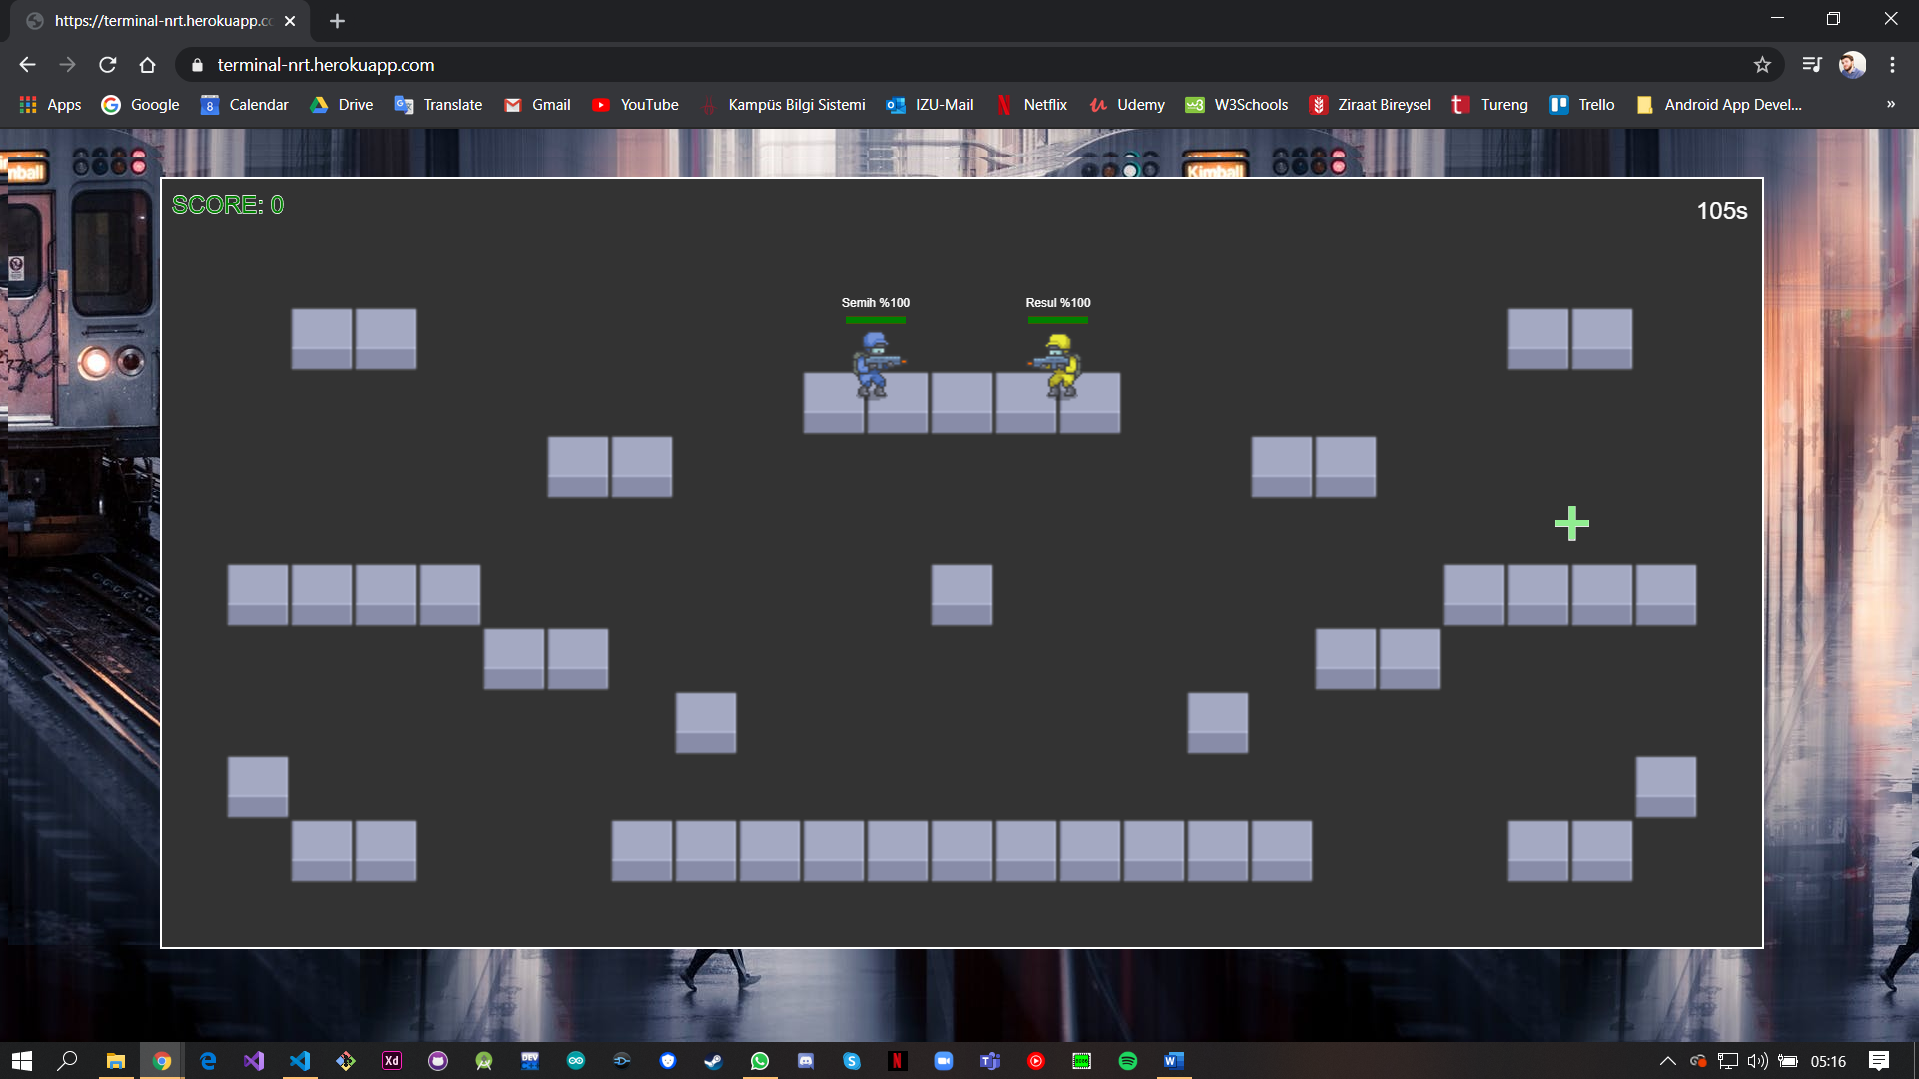 https://terminal-nrt.herokuapp.co
terminal-nrt.herokuapp.com
Apps Google Calendar Drive Translate Gmail YouTube Kampüs Bilgi Sistemi IZU-Mail Netflix Udemy W3Schools Ziraat Bireysel Tureng Trello Android App Devel... »
Kimball
SCORE: 0
105s
Semih %100
Resul %100
05:16